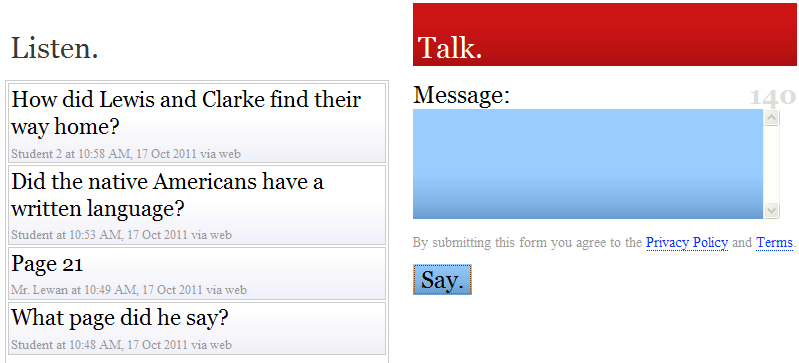 Listen.
How did Lewis and Clarke find their
way home?
Student 2 at 10:58 AM, 17 Oct 2011 via web
Did the native Americans have a
written language?
Student at 10:53 AM, 17 Oct 2011 via web
Page 21
Mr. Lewan at 10:49 AM, 17 Oct 2011 via web
What page did he say?
Student at 10:48 AM, 17 Oct 2011 via web
Talk.
Message:
140
By submitting this form you agree to the Privacy Policy and Terms.
Say.